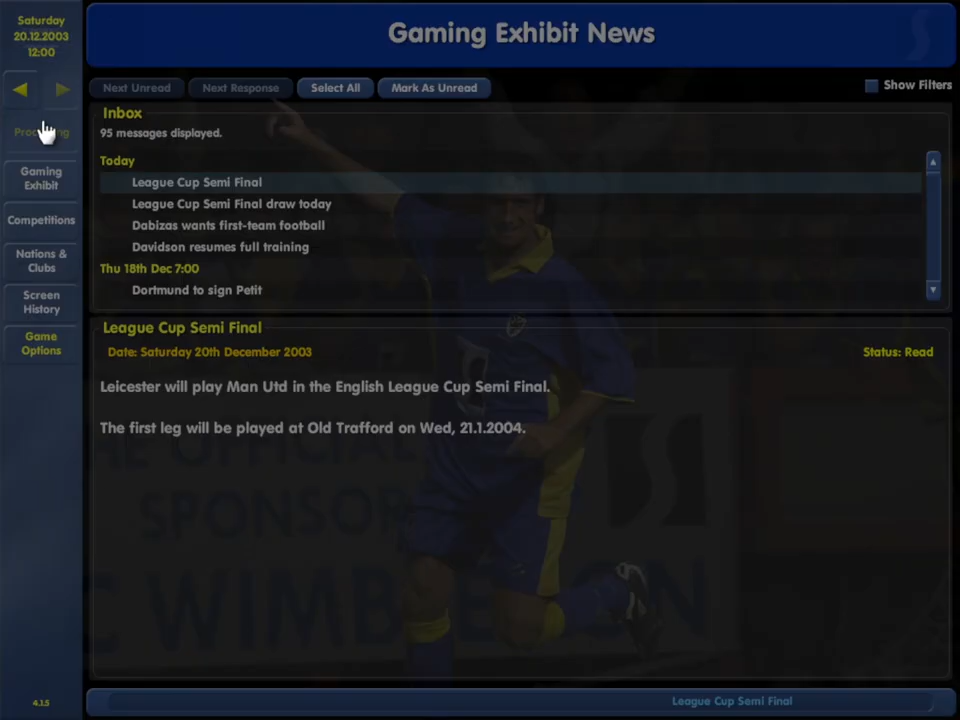 Saturday
20.12.2003
12:00
Processing
Gaming
Exhibit
Competitions
Nations &
Clubs
Screen
History
Game
Options
4.1.5
Gaming Exhibit News
Next Unread
Next Response
Select All
Mark As Unread
Show Filters
Inbox
95 messages displayed.
Today
League Cup Semi Final
League Cup Semi Final draw today
Dabizas wants first-team football
Davidson resumes full training
Thu 18th Dec 7:00
Dortmund to sign Petit
League Cup Semi Final
Date: Saturday 20th December 2003
Status: Read
Leicester will play Man Utd in the English League Cup Semi Final.
The first leg will be played at Old Trafford on Wed, 21.1.2004.
HE OFFICIAL
SPONSOR
C WIMBLEDON
League Cup Semi Final